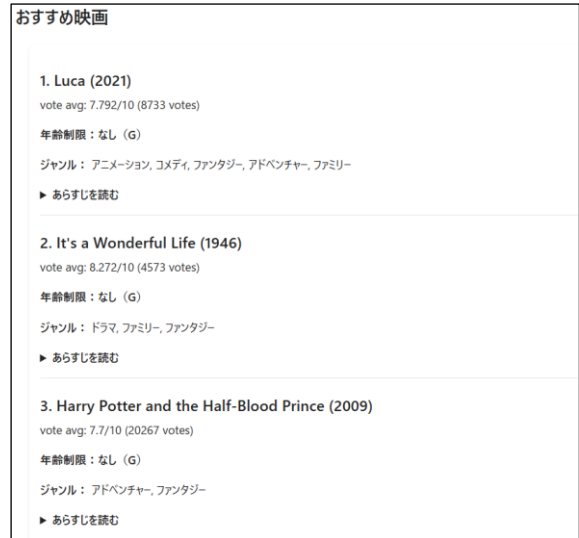 おすすめ映画
1. Luca (2021)
vote avg: 7.792/10 (8733 votes)
年齢制限：なし（G）
ジャンル： アニメーション, コメディ, ファンタジー, アドベンチャー, ファミリー
▶ あらすじを読む
2. It's a Wonderful Life (1946)
vote avg: 8.272/10 (4573 votes)
年齢制限：なし（G）
ジャンル： ドラマ, ファミリー, ファンタジー
▶ あらすじを読む
3. Harry Potter and the Half-Blood Prince (2009)
vote avg: 7.7/10 (20267 votes)
年齢制限：なし（G）
ジャンル： アドベンチャー, ファンタジー
▶ あらすじを読む